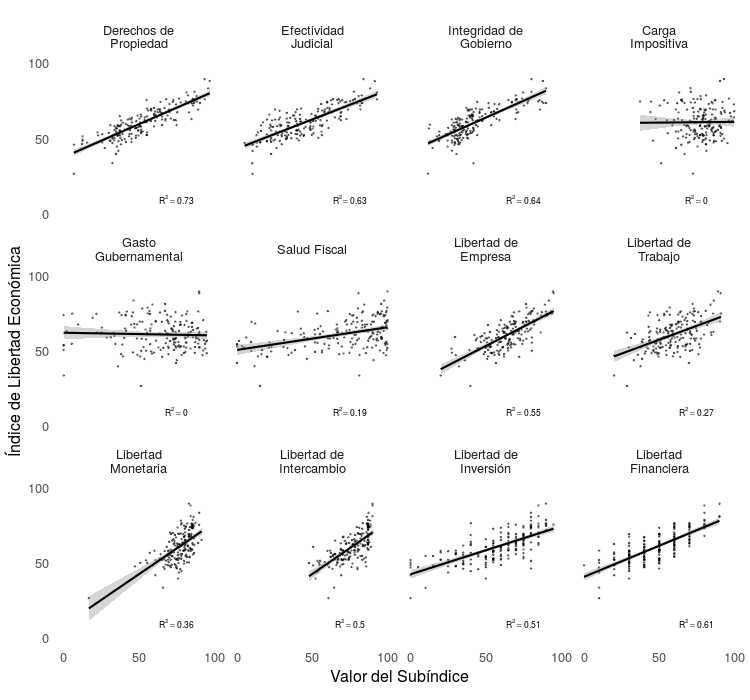 Derechos de
Propiedad
Efectividad
Judicial
Integridad de
Gobierno
Carga
Impositiva
100
50
0
R2 = 0.73
R2 = 0.63
R2 = 0.64
R2 = 0
Gasto
Gubernamental
Salud Fiscal
Libertad de
Empresa
Libertad de
Trabajo
100
50
0
R2 = 0
R2 = 0.19
R2 = 0.55
R2 = 0.27
Índice de Libertad Económica
Libertad
Monetaria
Libertad de
Intercambio
Libertad de
Inversión
Libertad
Financiera
100
50
0
R2 = 0.36
R2 = 0.5
R2 = 0.51
R2 = 0.61
0 50 100 0 50 100 0 50 100 0 50 100
Valor del Subíndice